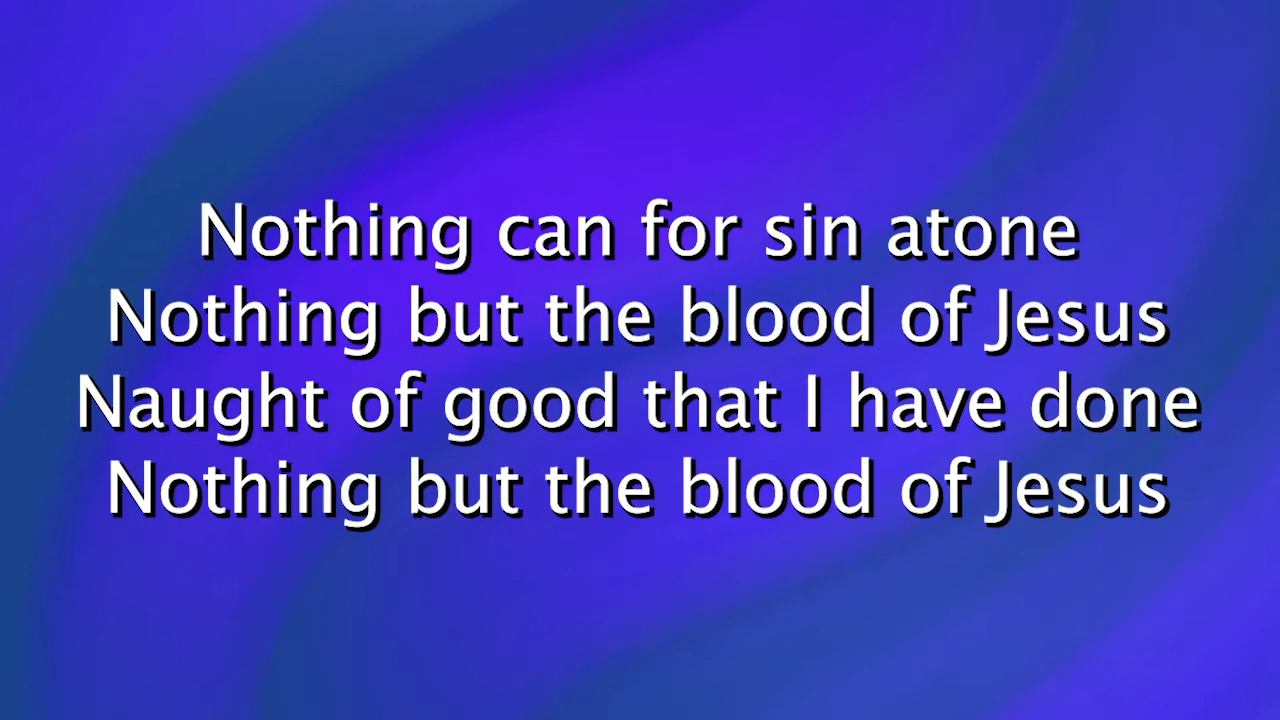 Nothing can for sin atone
Nothing but the blood of Jesus
Naught of good that I have done
Nothing but the blood of Jesus